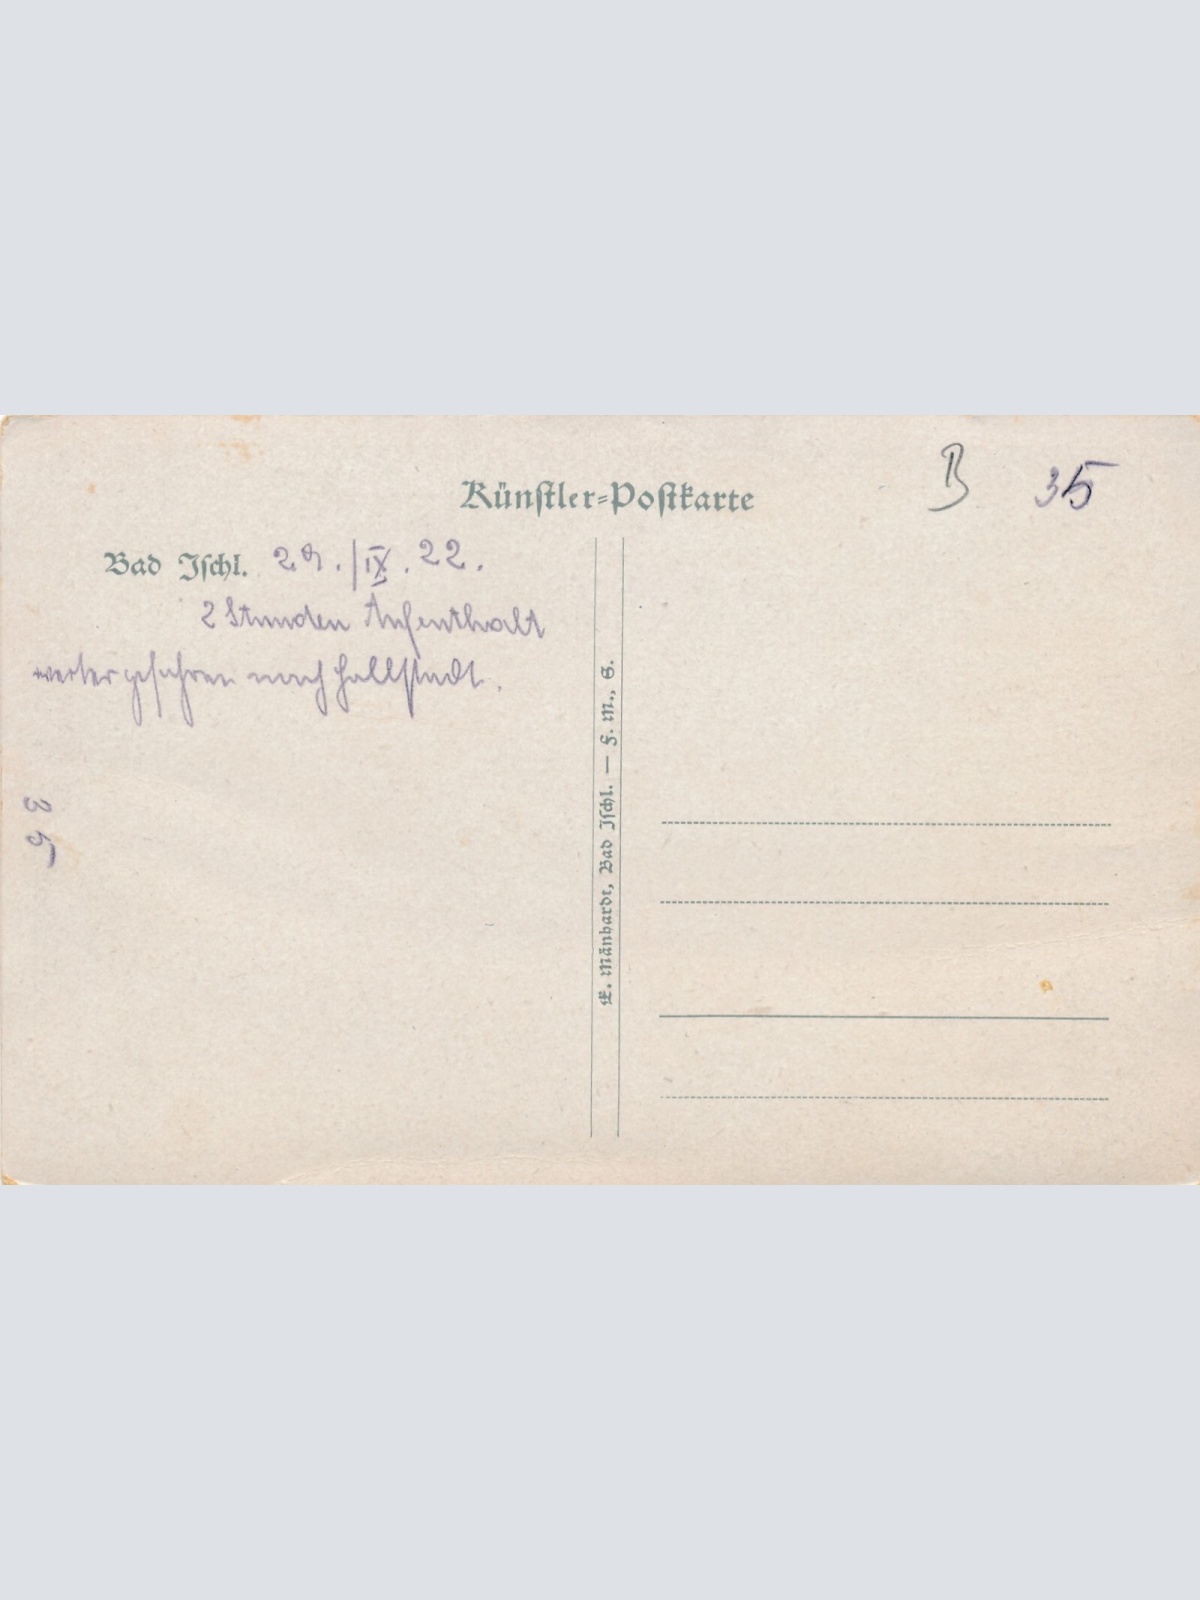 Künstler-Postkarte
B 35
Bad Ischl. 29./IX.22.
2 Stunden Aufenthalt
weiter gefahren nach Hallstadt.
E. Mänhardt, Bad Ischl. — F. M., S.
35